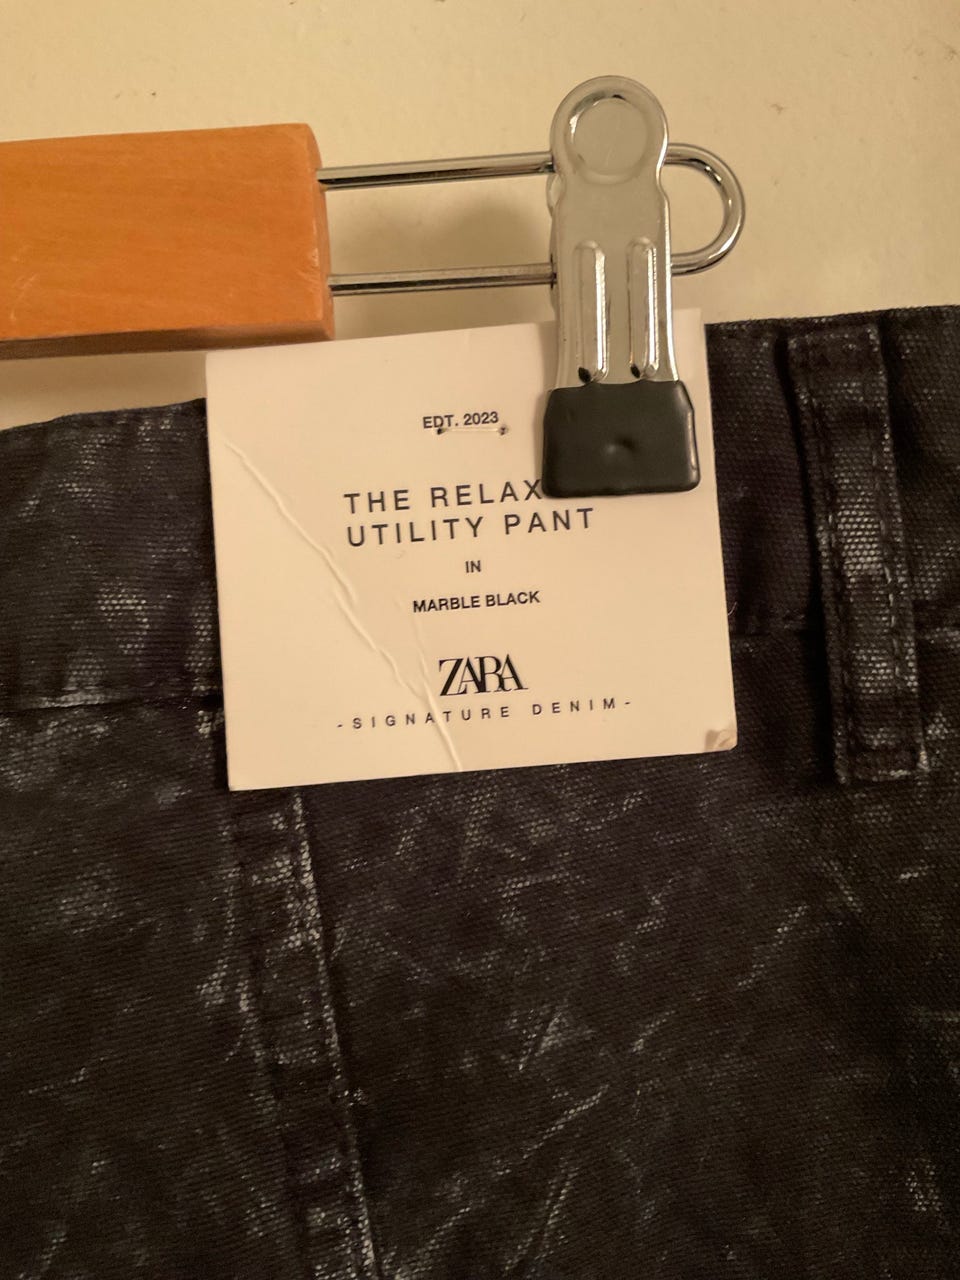 EDT. 2023
THE RELAX
UTILITY PANT
IN
MARBLE BLACK
ZARA
-SIGNATURE DENIM-